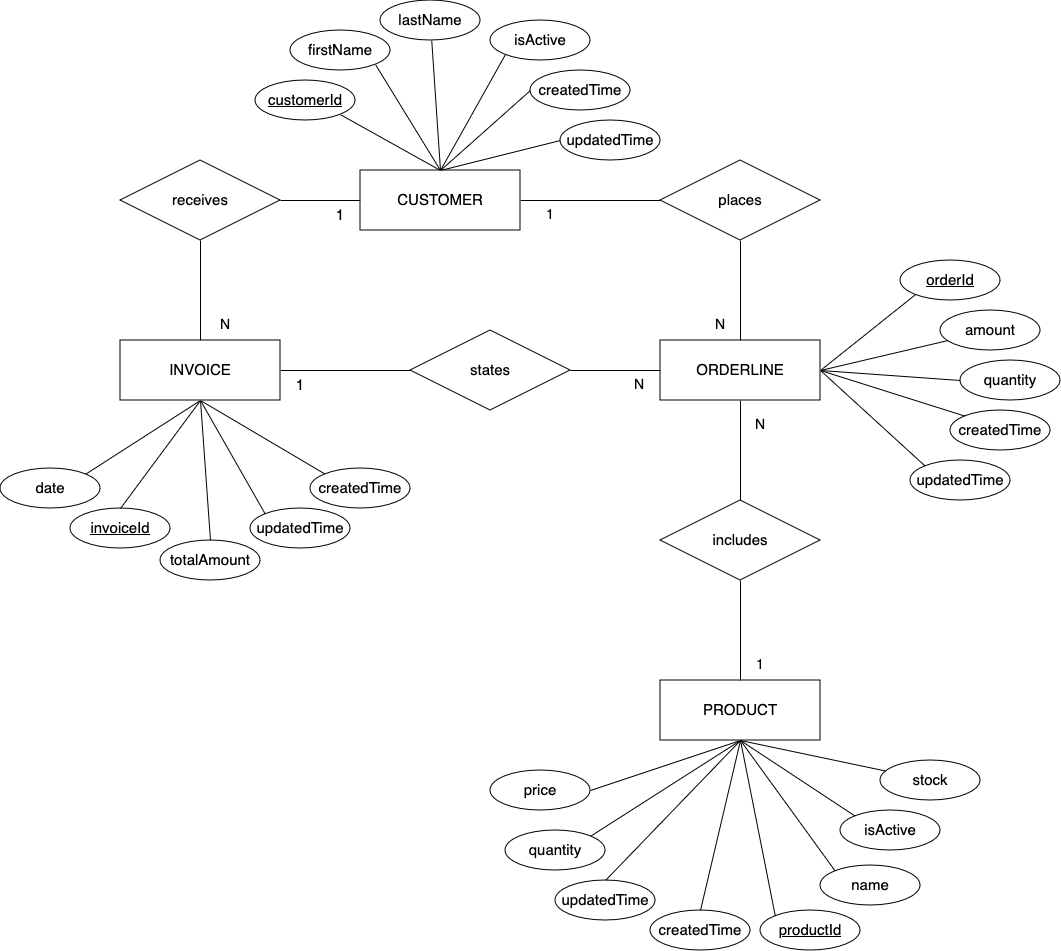 lastName
isActive
firstName
createdTime
customerId
updatedTime
receives
CUSTOMER
places
1
1
orderId
N
N
amount
INVOICE
states
ORDERLINE
1
N
quantity
N
createdTime
updatedTime
date
createdTime
invoiceId
updatedTime
totalAmount
includes
1
PRODUCT
stock
price
isActive
quantity
name
updatedTime
createdTime
productId